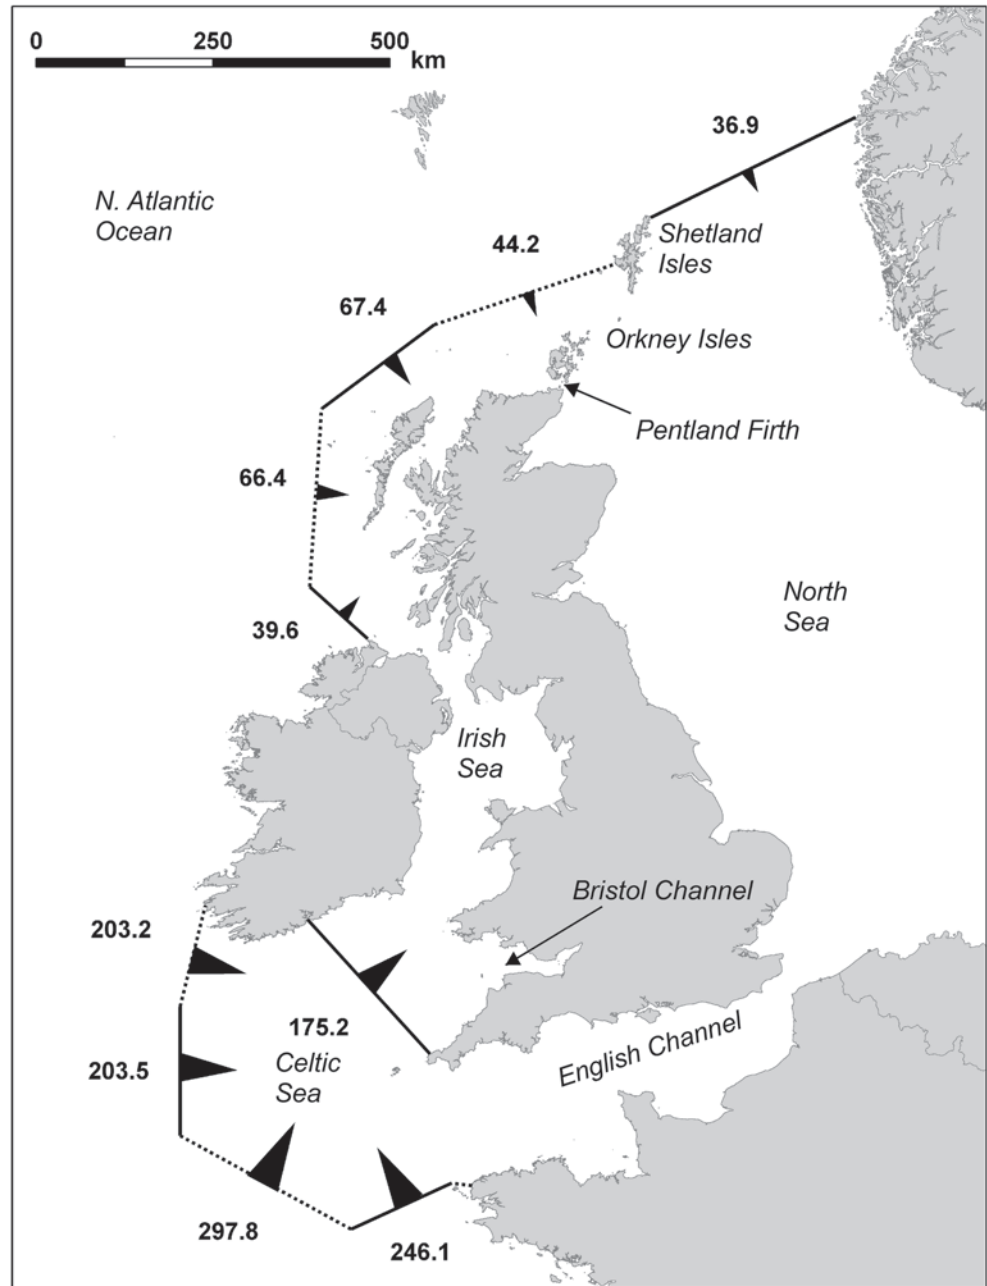 0 250 500 km
36.9
N. Atlantic
Ocean
Shetland
Isles
44.2
67.4
Orkney Isles
Pentland Firth
66.4
North
Sea
39.6
Irish
Sea
Bristol Channel
203.2
175.2
English Channel
Celtic
Sea
203.5
297.8
246.1